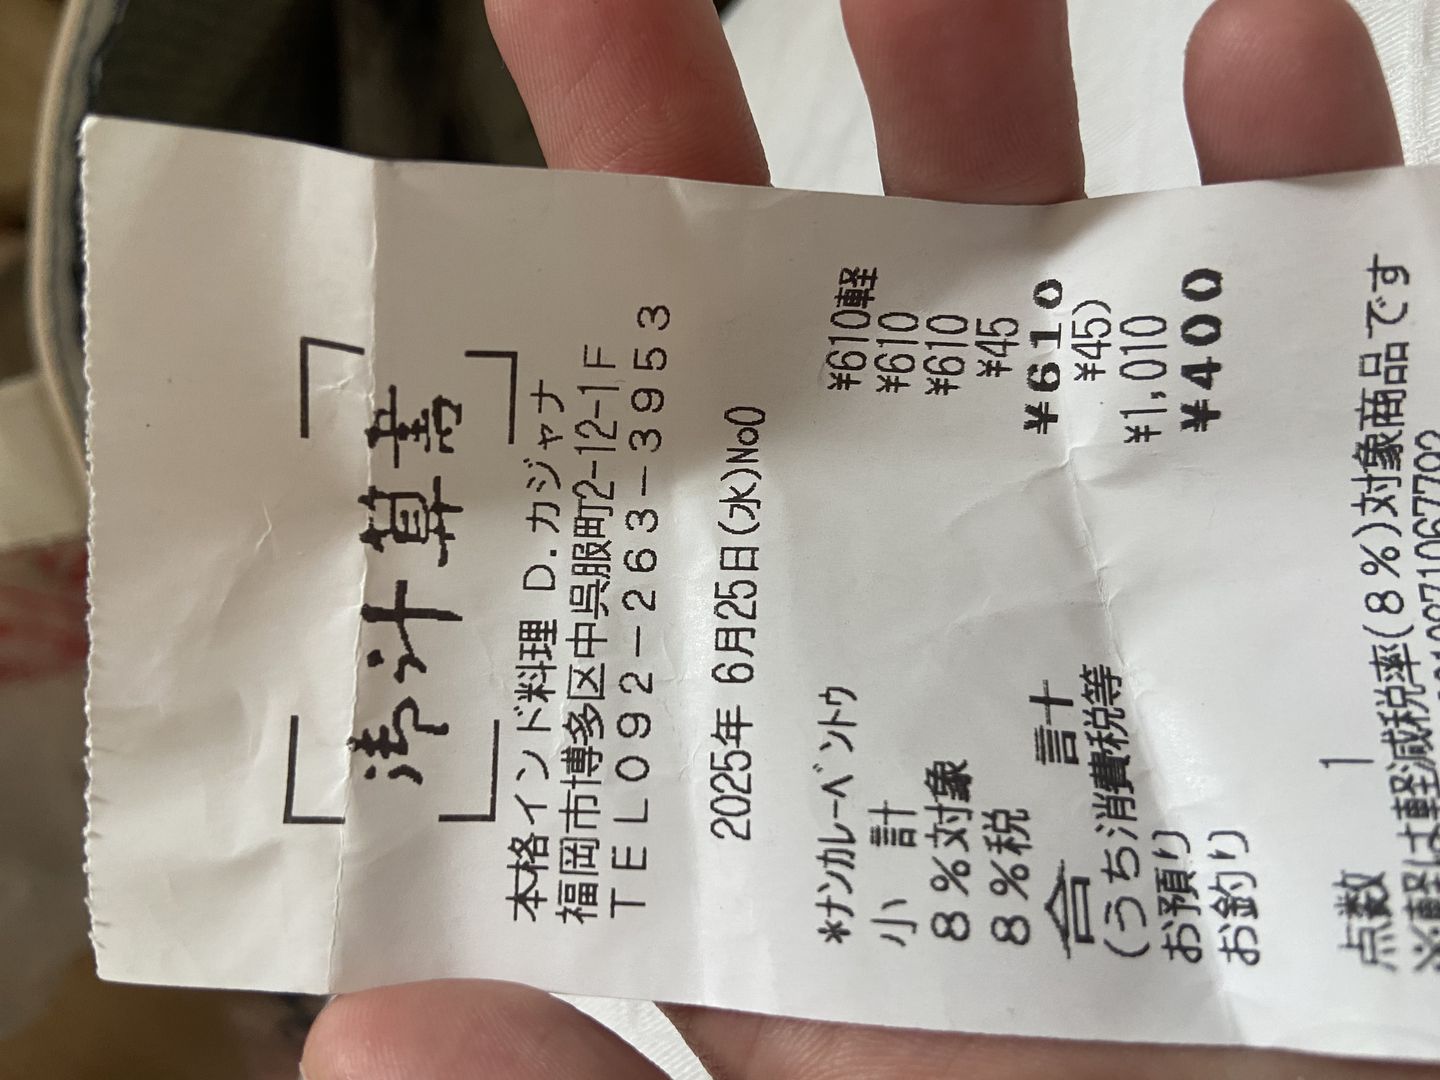 御計算書
本格インド料理 D.ガジャナ
福岡市博多区中呉服町2-12-1F
TEL092-263-3953
2025年 6月25日(水)No0
*ナンカレーベントウ ¥610軽
小 計 ¥610
8%対象 ¥610
8%税 ¥45
合 計 ¥610
(うち消費税等 ¥45)
お預り ¥1,010
お釣り ¥400
点数 1
※軽は軽減税率(8%)対象商品です